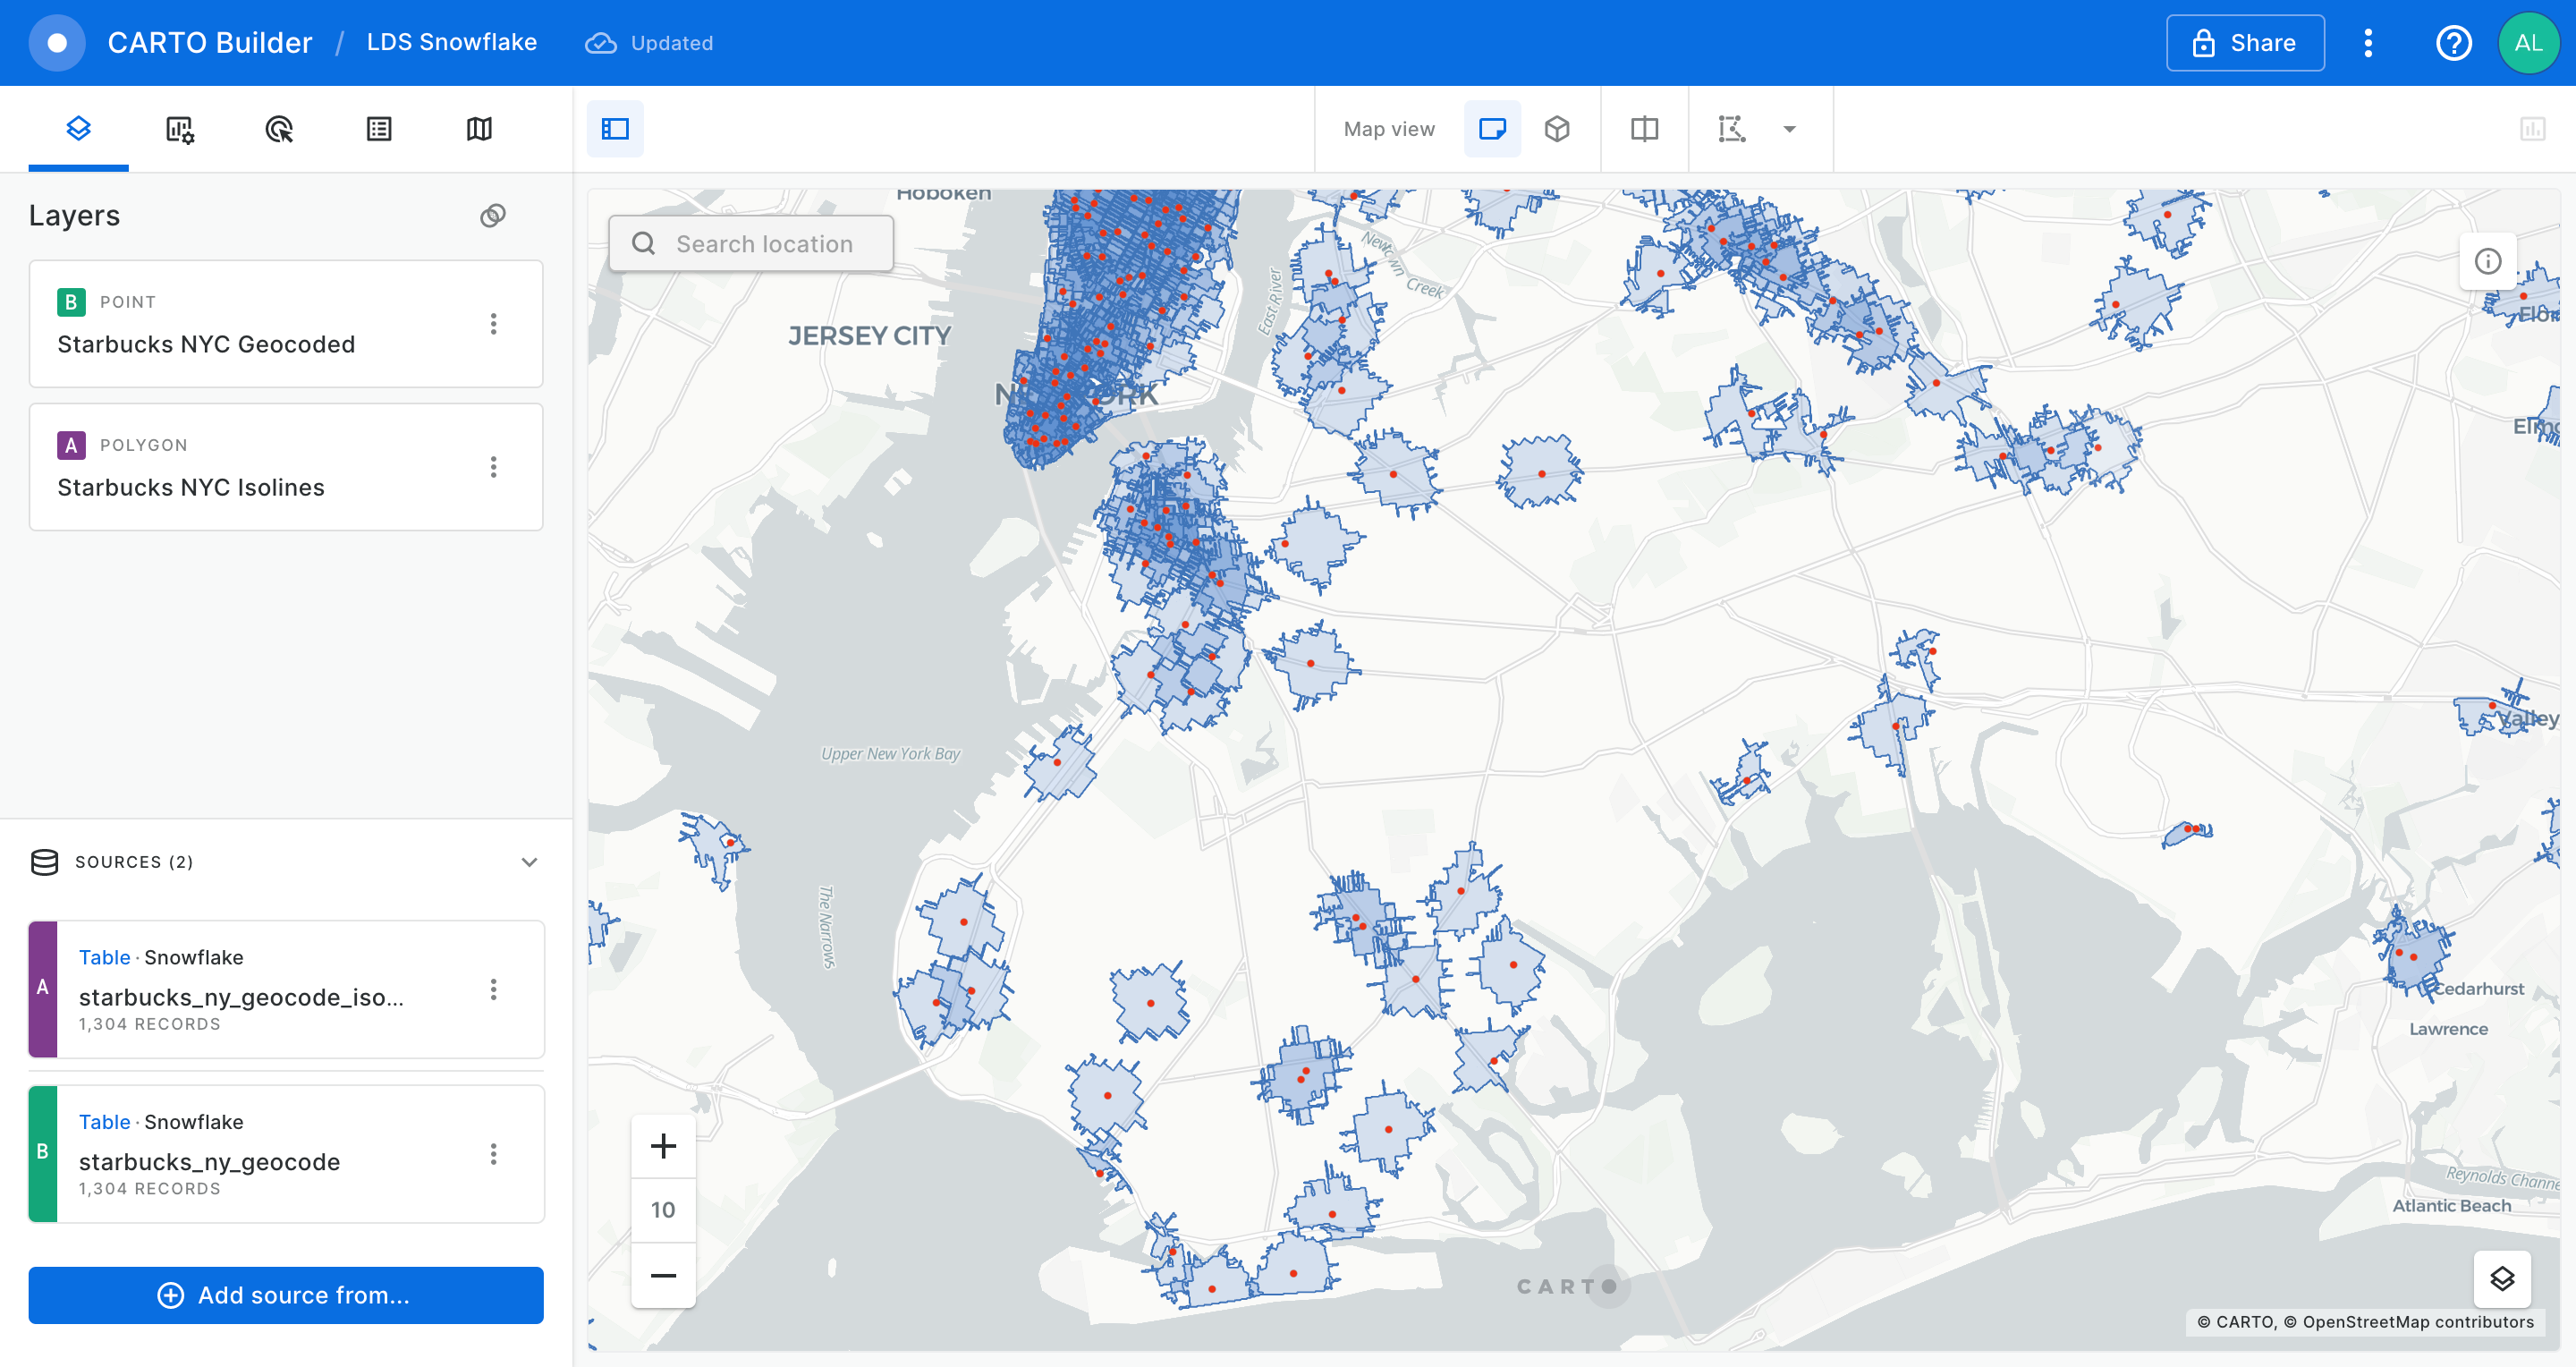 CARTO Builder / LDS Snowflake Updated
Share
AL
Map view
Layers
B POINT
Starbucks NYC Geocoded
A POLYGON
Starbucks NYC Isolines
SOURCES (2)
A
Table · Snowflake
starbucks_ny_geocode_iso...
1,304 RECORDS
B
Table · Snowflake
starbucks_ny_geocode
1,304 RECORDS
Add source from...
Search location
Hoboken
JERSEY CITY
NEW YORK
East River
Newtown Creek
Upper New York Bay
The Narrows
Valley
Cedarhurst
Lawrence
Reynolds Channe
Atlantic Beach
10
CARTO
© CARTO, © OpenStreetMap contributors